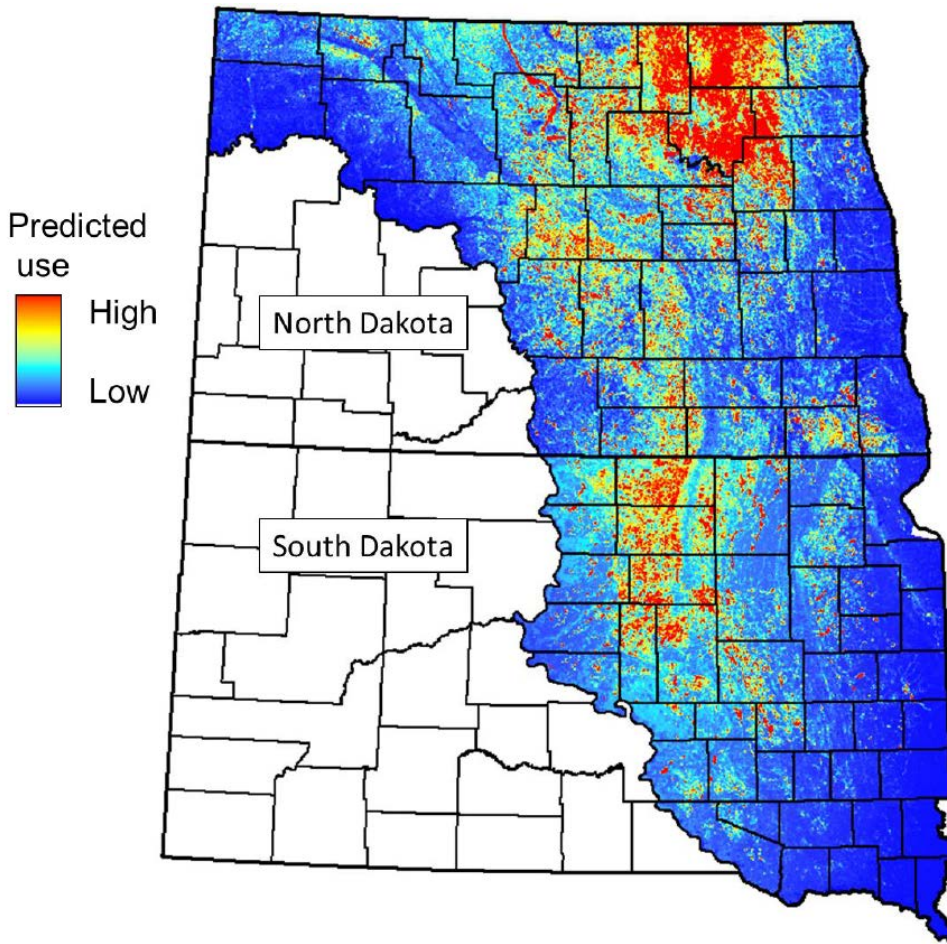 Predicted
use
High
Low
North Dakota
South Dakota